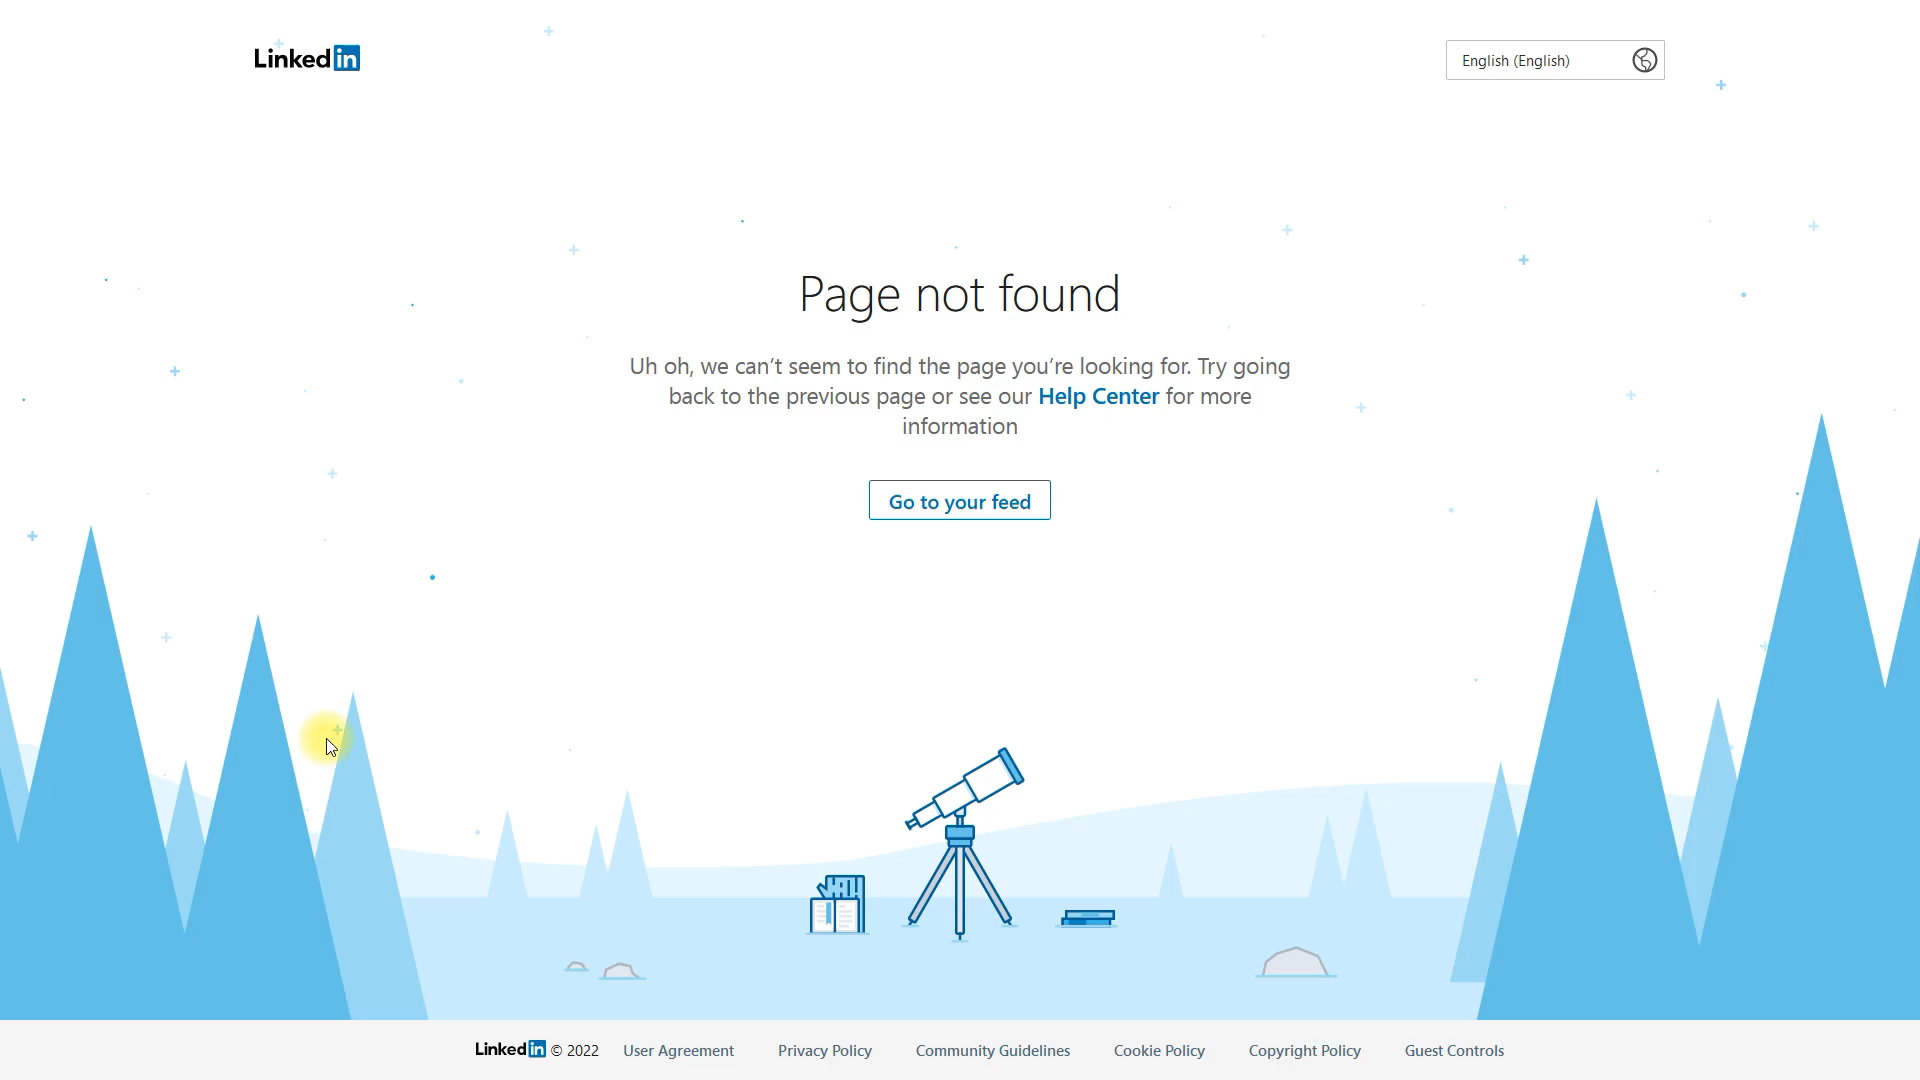 LinkedIn
English (English)
Page not found
Uh oh, we can’t seem to find the page you’re looking for. Try going
back to the previous page or see our Help Center for more
information
Go to your feed
LinkedIn © 2022 User Agreement Privacy Policy Community Guidelines Cookie Policy Copyright Policy Guest Controls